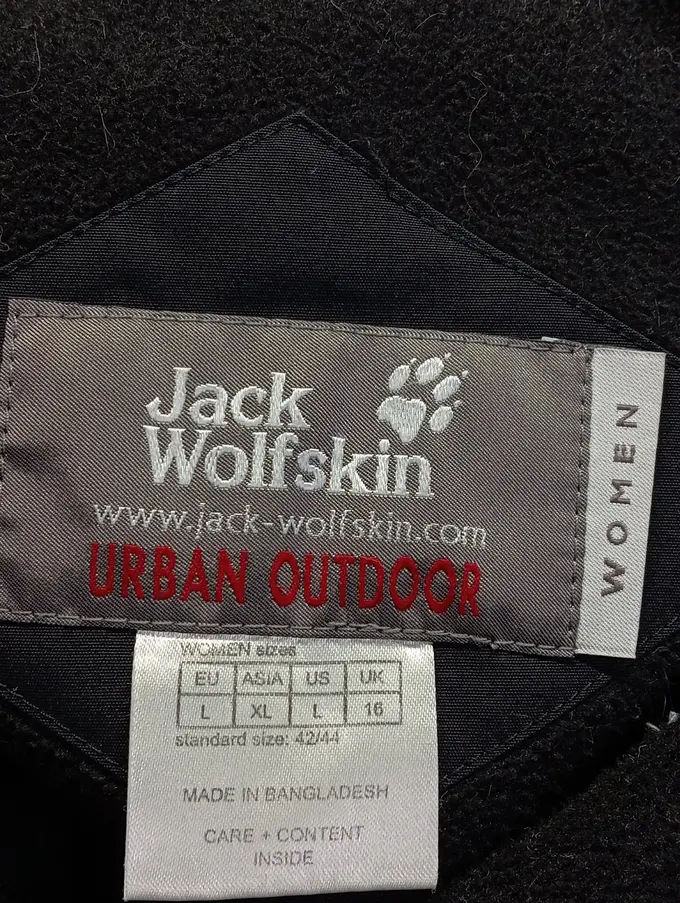 Jack
Wolfskin
www.jack-wolfskin.com
URBAN OUTDOOR
WOMEN
WOMEN sizes
EU ASIA US UK
L XL L 16
standard size: 42/44
MADE IN BANGLADESH
CARE + CONTENT
INSIDE